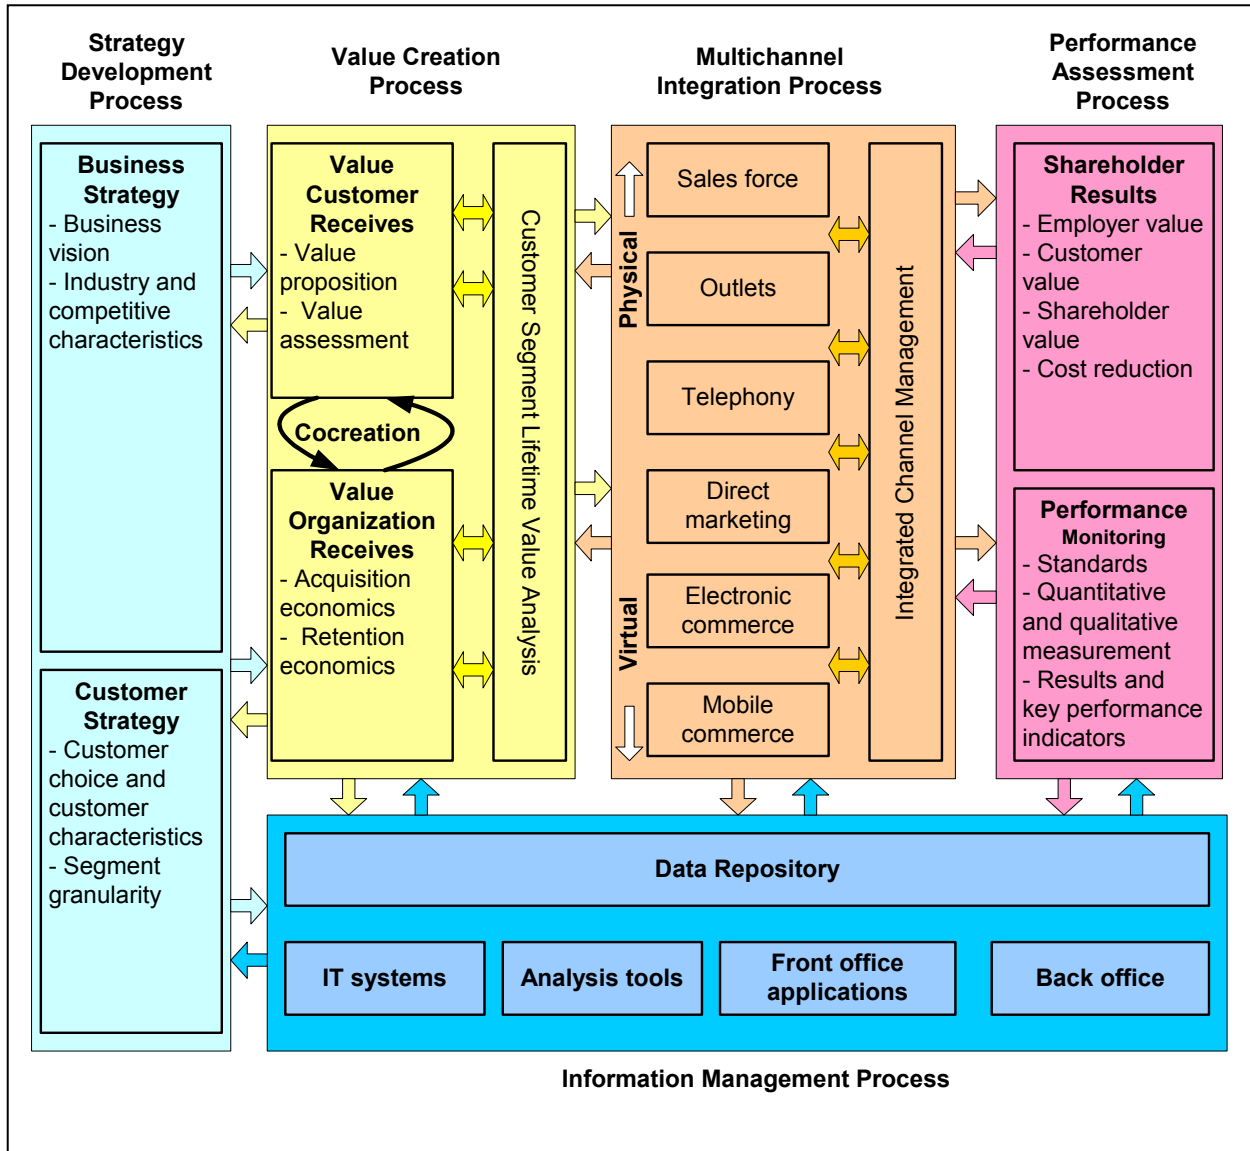 Strategy
Development
Process
Value Creation
Process
Multichannel
Integration Process
Performance
Assessment
Process
Business
Strategy
- Business
vision
- Industry and
competitive
characteristics
Customer
Strategy
- Customer
choice and
customer
characteristics
- Segment
granularity
Value
Customer
Receives
- Value
proposition
- Value
assessment
Cocreation
Value
Organization
Receives
- Acquisition
economics
- Retention
economics
Customer Segment Lifetime Value Analysis
Physical
Virtual
Sales force
Outlets
Telephony
Direct
marketing
Electronic
commerce
Mobile
commerce
Integrated Channel Management
Shareholder
Results
- Employer value
- Customer
value
- Shareholder
value
- Cost reduction
Performance
Monitoring
- Standards
- Quantitative
and qualitative
measurement
- Results and
key performance
indicators
Data Repository
IT systems
Analysis tools
Front office
applications
Back office
Information Management Process